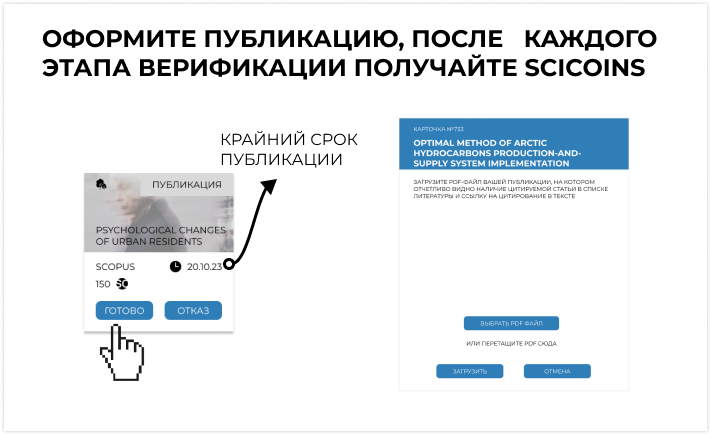 ОФОРМИТЕ ПУБЛИКАЦИЮ, ПОСЛЕ КАЖДОГО
ЭТАПА ВЕРИФИКАЦИИ ПОЛУЧАЙТЕ SCICOINS
КРАЙНИЙ СРОК
ПУБЛИКАЦИИ
ПУБЛИКАЦИЯ
PSYCHOLOGICAL CHANGES
OF URBAN RESIDENTS
SCOPUS
20.10.23
150 SC
ГОТОВО
ОТКАЗ
КАРТОЧКА №733
OPTIMAL METHOD OF ARCTIC
HYDROCARBONS PRODUCTION-AND-
SUPPLY SYSTEM IMPLEMENTATION
ЗАГРУЗИТЕ PDF-ФАЙЛ ВАШЕЙ ПУБЛИКАЦИИ, НА КОТОРОМ
ОТЧЕТЛИВО ВИДНО НАЛИЧИЕ ЦИТИРУЕМОЙ СТАТЬИ В СПИСКЕ
ЛИТЕРАТУРЫ И ССЫЛКУ НА ЦИТИРОВАНИЕ В ТЕКСТЕ
ВЫБРАТЬ PDF ФАЙЛ
ИЛИ ПЕРЕТАЩИТЕ PDF СЮДА
ЗАГРУЗИТЬ
ОТМЕНА